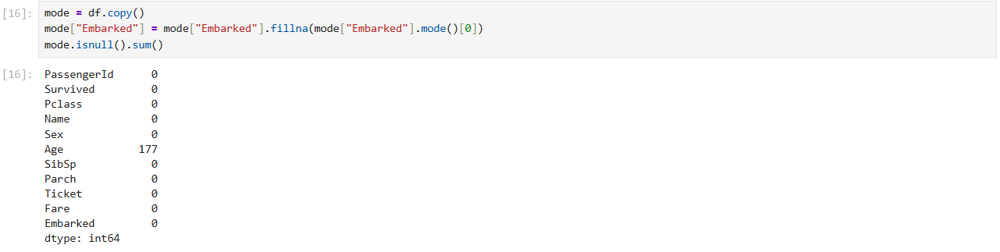 [16]: mode = df.copy()
mode["Embarked"] = mode["Embarked"].fillna(mode["Embarked"].mode()[0])
mode.isnull().sum()
[16]: PassengerId 0
Survived 0
Pclass 0
Name 0
Sex 0
Age 177
SibSp 0
Parch 0
Ticket 0
Fare 0
Embarked 0
dtype: int64